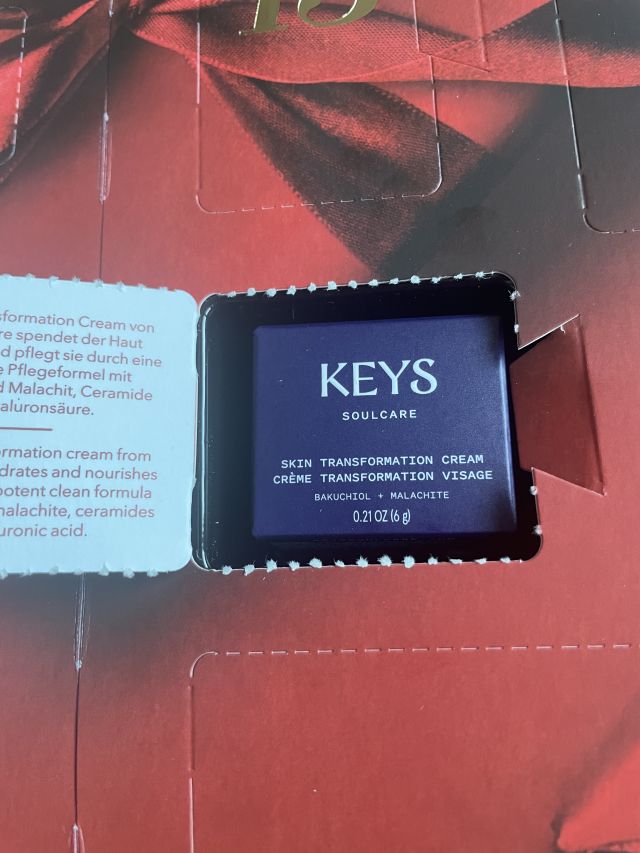 sformation Cream von
re spendet der Haut
d pflegt sie durch eine
e Pflegeformel mit
d Malachit, Ceramide
aluronsäure.
rmation cream from
drates and nourishes
potent clean formula
malachite, ceramides
uronic acid.
KEYS
SOULCARE
SKIN TRANSFORMATION CREAM
CRÈME TRANSFORMATION VISAGE
BAKUCHIOL + MALACHITE
0.21 OZ (6 g)